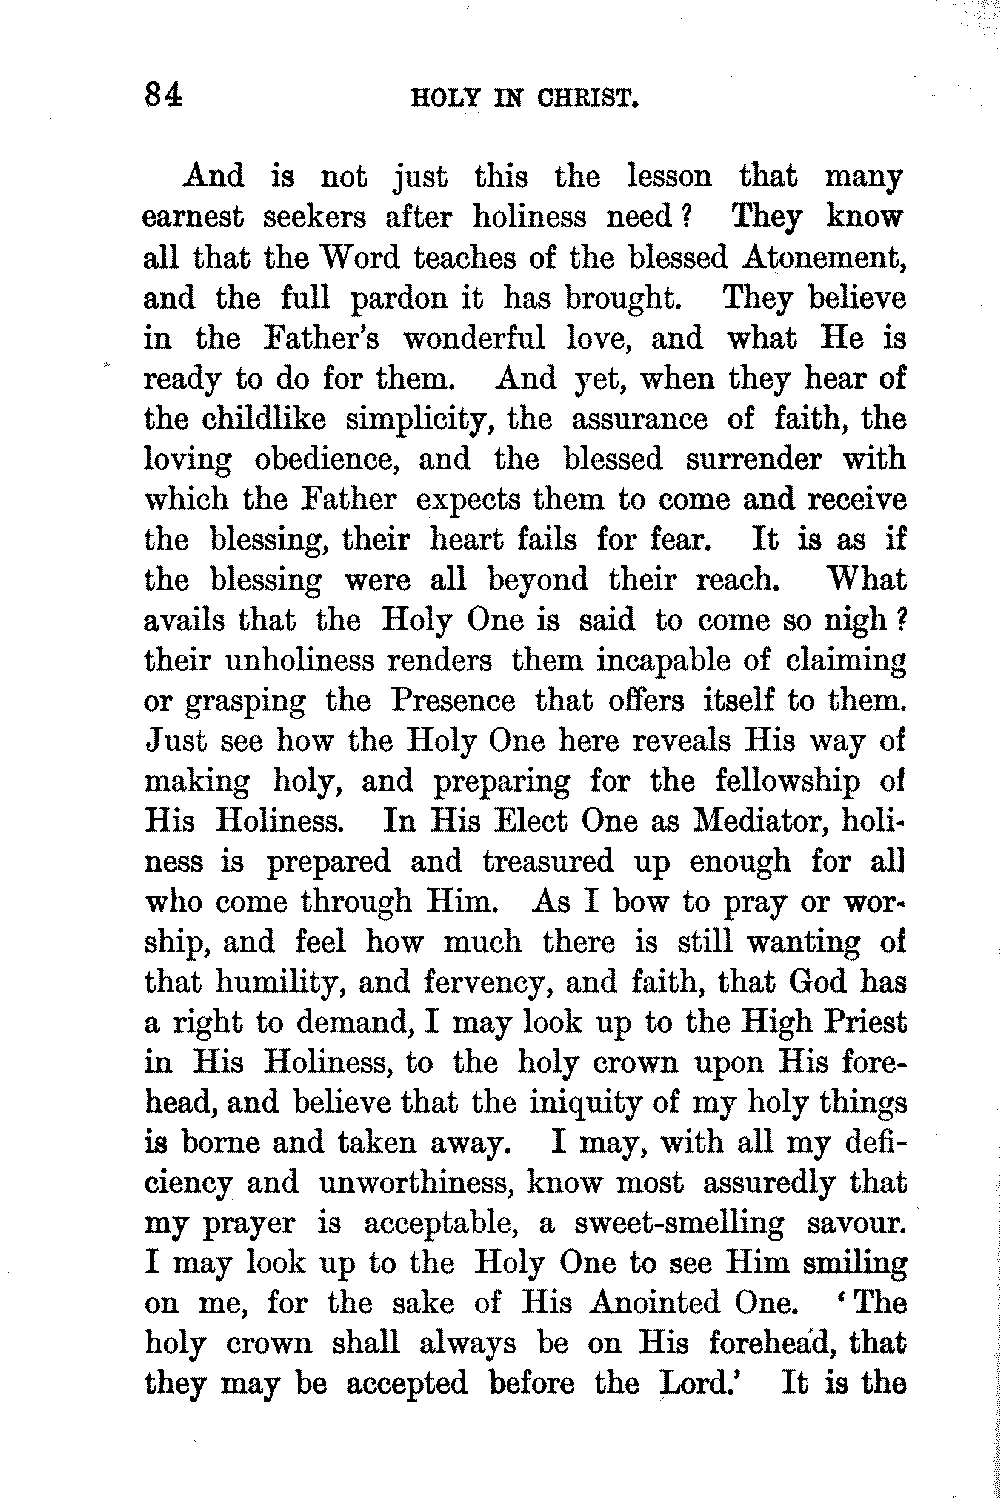 84 HOLY IN CHRIST.
And is not just this the lesson that many
earnest seekers after holiness need ? They know
all that the Word teaches of the blessed Atonement,
and the full pardon it has brought. They believe
in the Father's wonderful love, and what He is
ready to do for them. And yet, when they hear of
the childlike simplicity, the assurance of faith, the
loving obedience, and the blessed surrender with
which the Father expects them to come and receive
the blessing, their heart fails for fear. It is as if
the blessing were all beyond their reach. What
avails that the Holy One is said to come so nigh ?
their unholiness renders them incapable of claiming
or grasping the Presence that offers itself to them.
Just see how the Holy One here reveals His way of
making holy, and preparing for the fellowship of
His Holiness. In His Elect One as Mediator, holi-
ness is prepared and treasured up enough for all
who come through Him. As I bow to pray or wor-
ship, and feel how much there is still wanting of
that humility, and fervency, and faith, that God has
a right to demand, I may look up to the High Priest
in His Holiness, to the holy crown upon His fore-
head, and believe that the iniquity of my holy things
is borne and taken away. I may, with all my defi-
ciency and unworthiness, know most assuredly that
my prayer is acceptable, a sweet-smelling savour.
I may look up to the Holy One to see Him smiling
on me, for the sake of His Anointed One. ‘ The
holy crown shall always be on His forehead, that
they may be accepted before the Lord.’ It is the